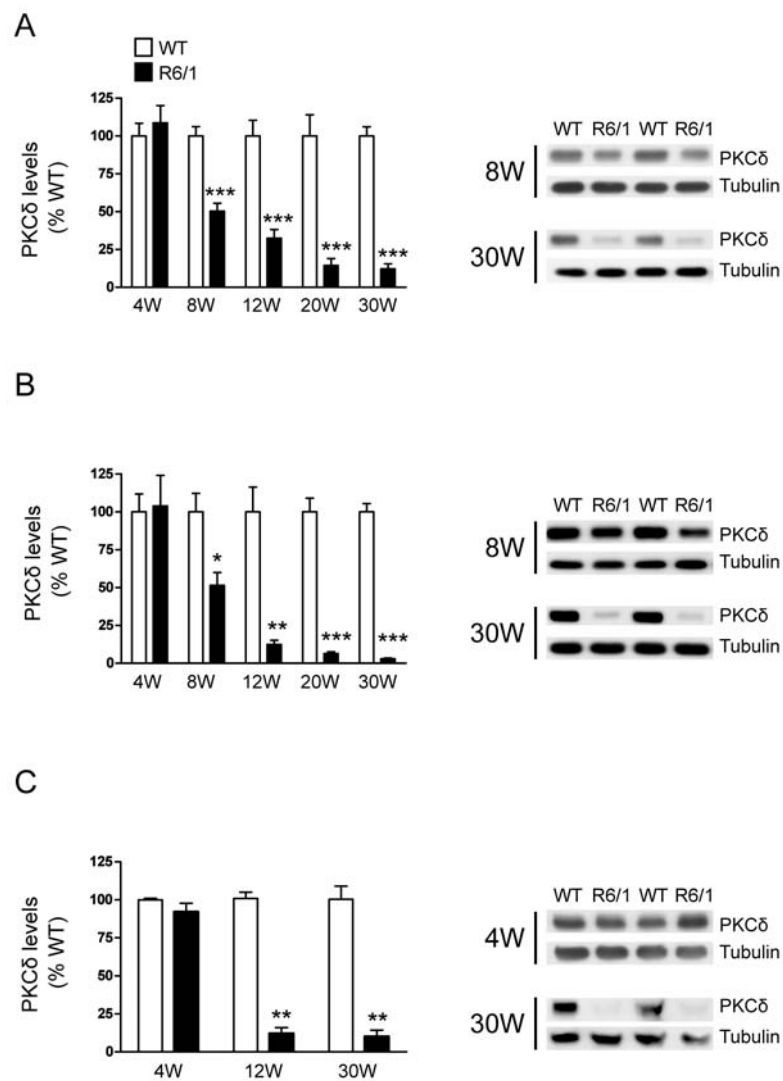 A
WT
R6/1
PKCδ levels
(% WT)
125
100
75
50
25
0
***
***
***
***
4W 8W 12W 20W 30W
WT R6/1 WT R6/1
8W
PKCδ
Tubulin
30W
PKCδ
Tubulin
B
PKCδ levels
(% WT)
125
100
75
50
25
0
*
**
***
***
4W 8W 12W 20W 30W
WT R6/1 WT R6/1
8W
PKCδ
Tubulin
30W
PKCδ
Tubulin
C
PKCδ levels
(% WT)
125
100
75
50
25
0
**
**
4W 12W 30W
WT R6/1 WT R6/1
4W
PKCδ
Tubulin
30W
PKCδ
Tubulin